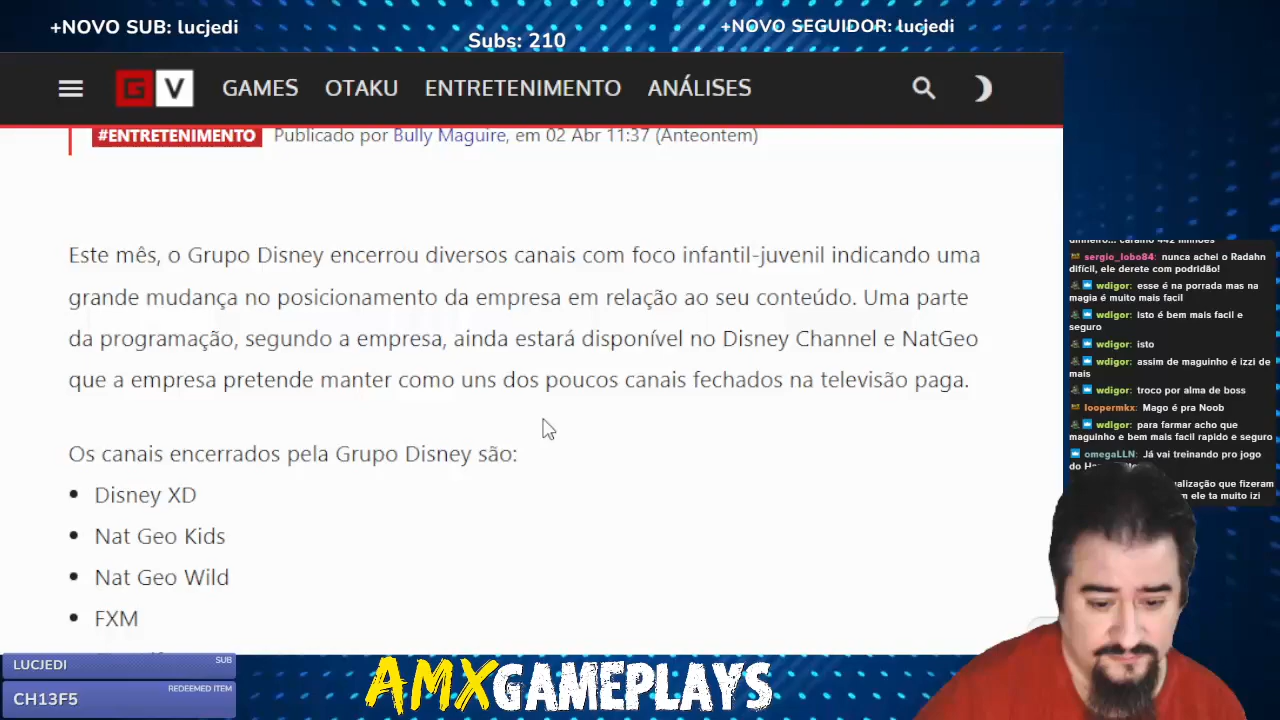 +NOVO SUB: lucjedi
Subs: 210
+NOVO SEGUIDOR: lucjedi
G V GAMES OTAKU ENTRETENIMENTO ANÁLISES
#ENTRETENIMENTO Publicado por Bully Maguire, em 02 Abr 11:37 (Anteontem)
Este mês, o Grupo Disney encerrou diversos canais com foco infantil-juvenil indicando uma
grande mudança no posicionamento da empresa em relação ao seu conteúdo. Uma parte
da programação, segundo a empresa, ainda estará disponível no Disney Channel e NatGeo
que a empresa pretende manter como uns dos poucos canais fechados na televisão paga.
Os canais encerrados pela Grupo Disney são:
• Disney XD
• Nat Geo Kids
• Nat Geo Wild
• FXM
sergio_lobo84: nunca achei o Radahn
difícil, ele derete com podridão!
wdigor: esse é na porrada mas na
magia é muito mais facil
wdigor: Isto é bem mais facil e
seguro
wdigor: isto
wdigor: assim de maguinho é izzi de
mais
wdigor: troco por alma de boss
loopermkx: Mago é pra Noob
wdigor: para farmar acho que
maguinho e bem mais facil rapido e seguro
omegaLLN: Já vai treinando pro jogo
do
que fizeram
ele ta muito izi
LUCJEDI SUB
CH13F5 REDEEMED ITEM
AMXGAMEPLAYS